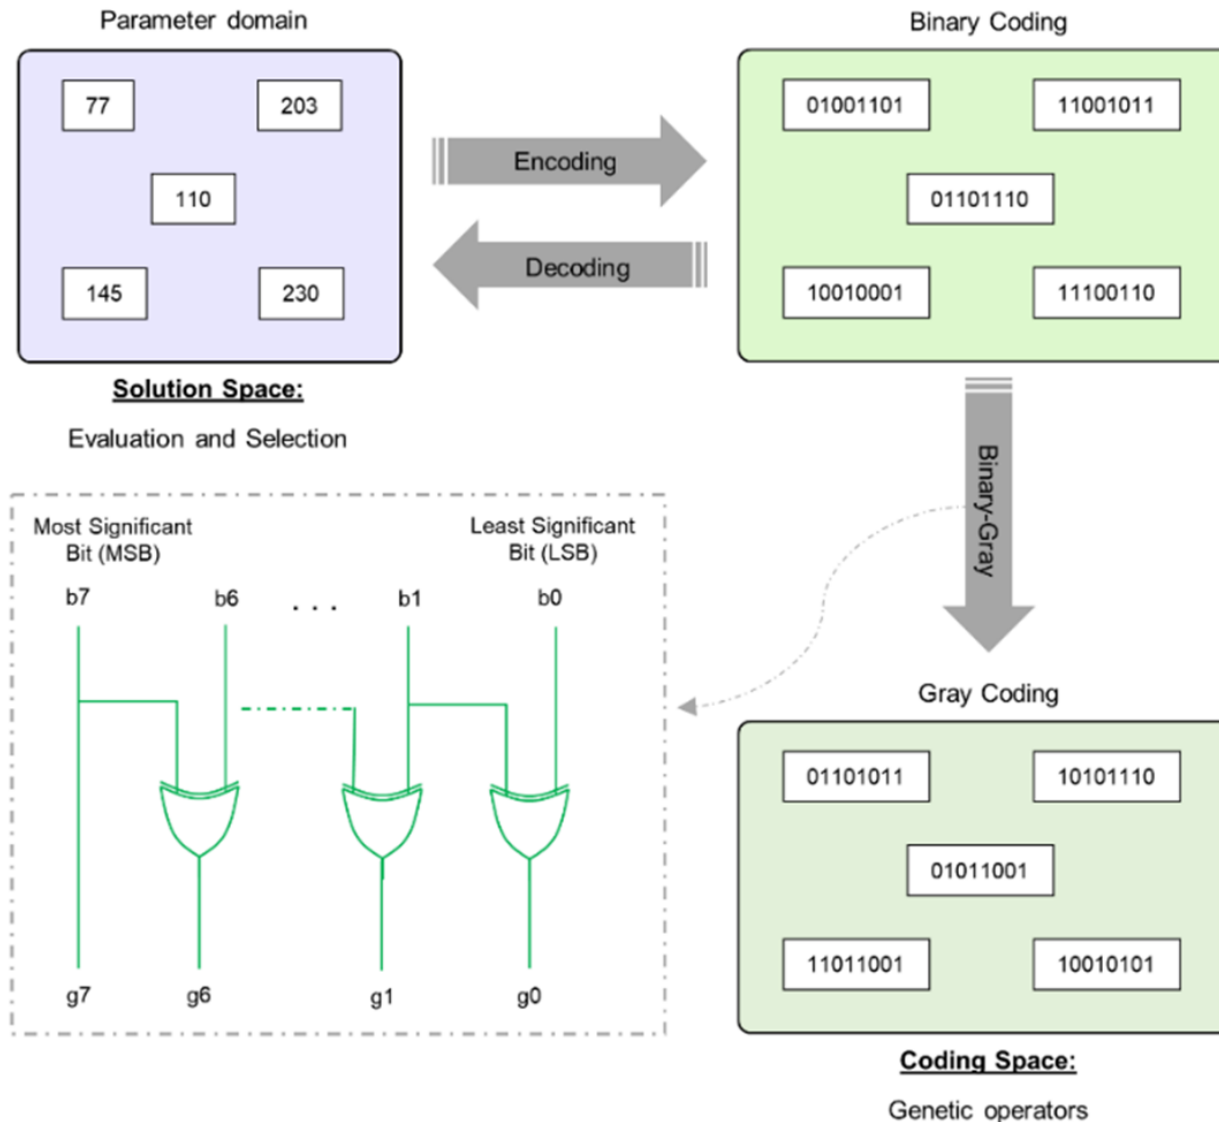 Parameter domain
77
203
110
145
230
Solution Space:
Evaluation and Selection
Encoding
Decoding
Binary Coding
01001101
11001011
01101110
10010001
11100110
Binary-Gray
Most Significant
Bit (MSB)
Least Significant
Bit (LSB)
b7
b6
. . .
b1
b0
g7
g6
g1
g0
Gray Coding
01101011
10101110
01011001
11011001
10010101
Coding Space:
Genetic operators